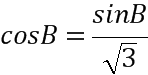 cosB = sinB/√3